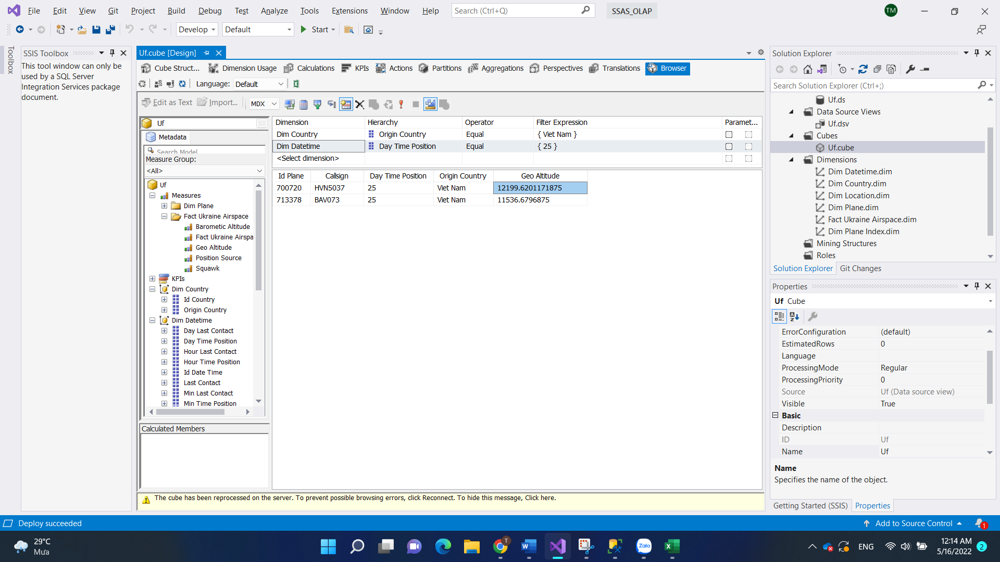 File Edit View Git Project Build Debug Test Analyze Tools Extensions Window Help Search (Ctrl+Q) SSAS_OLAP TM
Develop Default Start
Toolbox
SSIS Toolbox
This tool window can only be
used by a SQL Server
Integration Services package
document.
Uf.cube [Design]
Cube Struct... Dimension Usage Calculations KPIs Actions Partitions Aggregations Perspectives Translations Browser
Language: Default
Edit as Text Import... MDX
Uf
Metadata
Search Model
Measure Group:
<All>
Uf
Measures
Dim Plane
Fact Ukraine Airspace
Barometic Altitude
Fact Ukraine Airspa
Geo Altitude
Position Source
Squawk
KPIs
Dim Country
Id Country
Origin Country
Dim Datetime
Day Last Contact
Day Time Position
Hour Last Contact
Hour Time Position
Id Date Time
Last Contact
Min Last Contact
Min Time Position
Calculated Members
Dimension Hierarchy Operator Filter Expression Paramet...
Dim Country Origin Country Equal { Viet Nam }
Dim Datetime Day Time Position Equal { 25 }
<Select dimension>
Id Plane Callsign Day Time Position Origin Country Geo Altitude
700720 HVN5037 25 Viet Nam 12199.6201171875
713378 BAV073 25 Viet Nam 11536.6796875
The cube has been reprocessed on the server. To prevent possible browsing errors, click Reconnect. To hide this message, Click here.
Solution Explorer
Search Solution Explorer (Ctrl+;)
Uf.ds
Data Source Views
Uf.dsv
Cubes
Uf.cube
Dimensions
Dim Datetime.dim
Dim Country.dim
Dim Location.dim
Dim Plane.dim
Fact Ukraine Airspace.dim
Dim Plane Index.dim
Mining Structures
Roles
Solution Explorer Git Changes
Properties
Uf Cube
ErrorConfiguration (default)
EstimatedRows 0
Language
ProcessingMode Regular
ProcessingPriority 0
Source Uf (Data source view)
Visible True
Basic
Description
ID Uf
Name Uf
Name
Specifies the name of the object.
Getting Started (SSIS) Properties
Deploy succeeded Add to Source Control 1
29°C
Mưa
T
Zalo
ENG
12:14 AM
5/16/2022
2